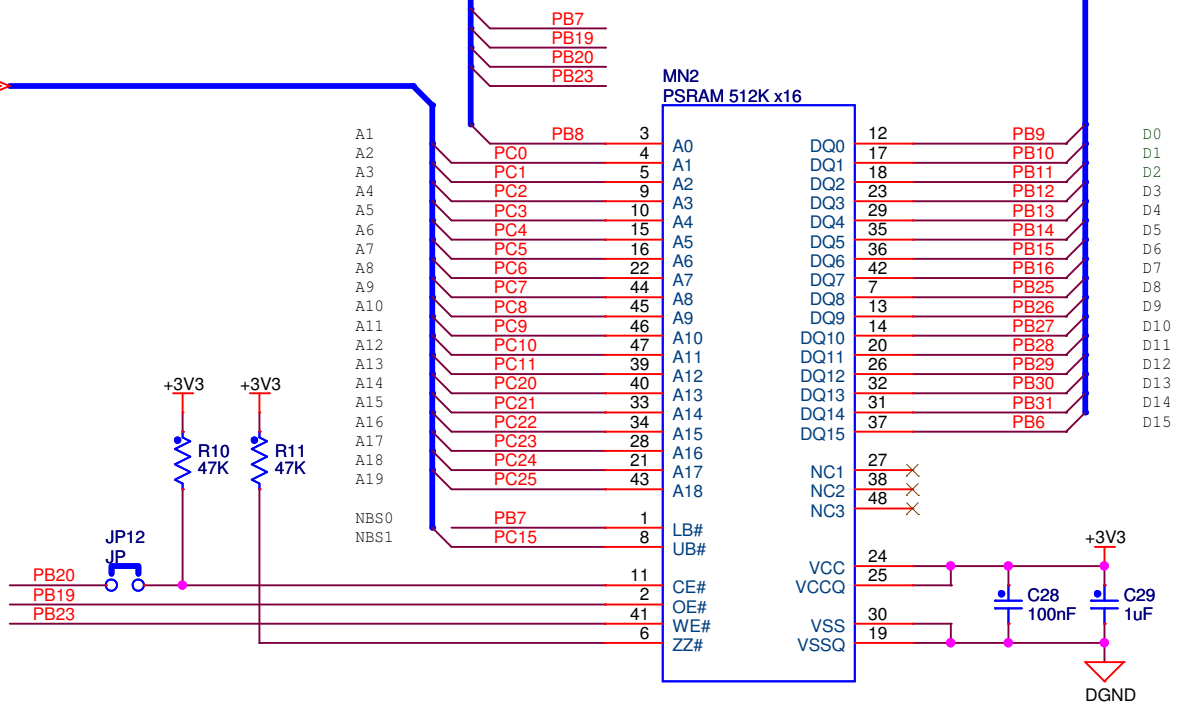 PB7
PB19
PB20
PB23
MN2
PSRAM 512K x16
A1 PB8 3 A0 DQ0 12 PB9 D0
A2 PC0 4 A1 DQ1 17 PB10 D1
A3 PC1 5 A2 DQ2 18 PB11 D2
A4 PC2 9 A3 DQ3 23 PB12 D3
A5 PC3 10 A4 DQ4 29 PB13 D4
A6 PC4 15 A5 DQ5 35 PB14 D5
A7 PC5 16 A6 DQ6 36 PB15 D6
A8 PC6 22 A7 DQ7 42 PB16 D7
A9 PC7 44 A8 DQ8 7 PB25 D8
A10 PC8 45 A9 DQ9 13 PB26 D9
A11 PC9 46 A10 DQ10 14 PB27 D10
A12 PC10 47 A11 DQ11 20 PB28 D11
A13 PC11 39 A12 DQ12 26 PB29 D12
A14 PC20 40 A13 DQ13 32 PB30 D13
A15 PC21 33 A14 DQ14 31 PB31 D14
A16 PC22 34 A15 DQ15 37 PB6 D15
A17 PC23 28 A16
A18 PC24 21 A17 NC1 27
A19 PC25 43 A18 NC2 38
NC3 48
+3V3 +3V3
R10 R11
47K 47K
NBS0 PB7 1 LB#
NBS1 PC15 8 UB#
JP12
JP
PB20 11 CE#
PB19 2 OE#
PB23 41 WE#
6 ZZ#
VCC 24
VCCQ 25
VSS 30
VSSQ 19
+3V3
C28 C29
100nF 1uF
DGND